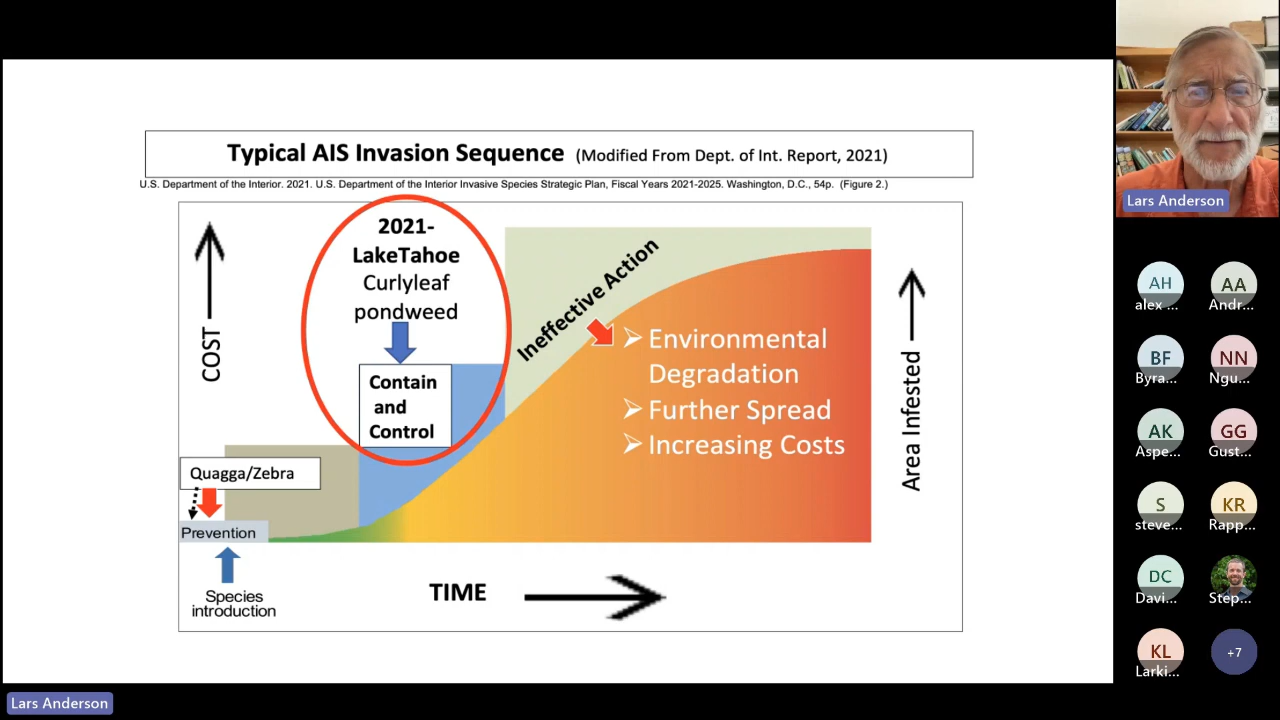 Typical AIS Invasion Sequence (Modified From Dept. of Int. Report, 2021)
U.S. Department of the Interior. 2021. U.S. Department of the Interior Invasive Species Strategic Plan, Fiscal Years 2021-2025. Washington, D.C., 54p. (Figure 2.)
COST
2021-
LakeTahoe
Curlyleaf
pondweed
Contain
and
Control
Quagga/Zebra
Prevention
Species
introduction
Ineffective Action
➢ Environmental
Degradation
➢ Further Spread
➢ Increasing Costs
Area Infested
TIME
Lars Anderson
Lars Anderson
AH
alex ...
AA
Andr...
BF
Byra...
NN
Ngu...
AK
Aspe...
GG
Gust...
S
steve...
KR
Rapp...
DC
Davi...
Step...
KL
Larki...
+7